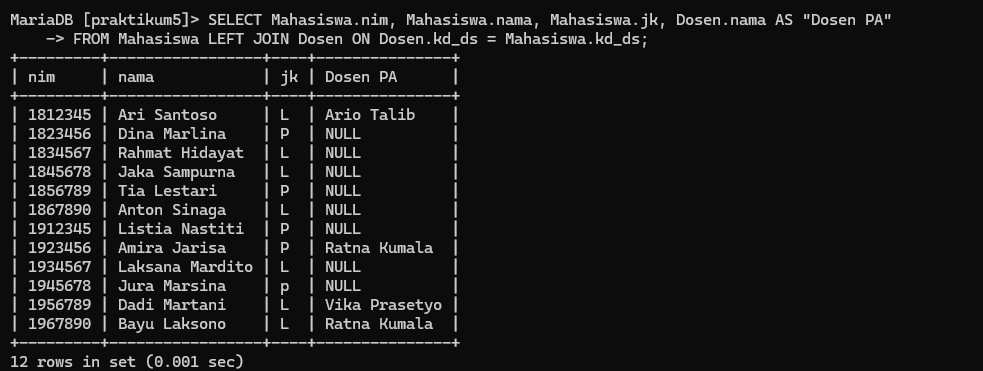 MariaDB [praktikum5]> SELECT Mahasiswa.nim, Mahasiswa.nama, Mahasiswa.jk, Dosen.nama AS "Dosen PA"
    -> FROM Mahasiswa LEFT JOIN Dosen ON Dosen.kd_ds = Mahasiswa.kd_ds;
+---------+-----------------+----+---------------+
| nim     | nama            | jk | Dosen PA      |
+---------+-----------------+----+---------------+
| 1812345 | Ari Santoso     | L  | Ario Talib    |
| 1823456 | Dina Marlina    | P  | NULL          |
| 1834567 | Rahmat Hidayat  | L  | NULL          |
| 1845678 | Jaka Sampurna   | L  | NULL          |
| 1856789 | Tia Lestari     | P  | NULL          |
| 1867890 | Anton Sinaga    | L  | NULL          |
| 1912345 | Listia Nastiti  | P  | NULL          |
| 1923456 | Amira Jarisa    | P  | Ratna Kumala  |
| 1934567 | Laksana Mardito | L  | NULL          |
| 1945678 | Jura Marsina    | p  | NULL          |
| 1956789 | Dadi Martani    | L  | Vika Prasetyo |
| 1967890 | Bayu Laksono    | L  | Ratna Kumala  |
+---------+-----------------+----+---------------+
12 rows in set (0.001 sec)